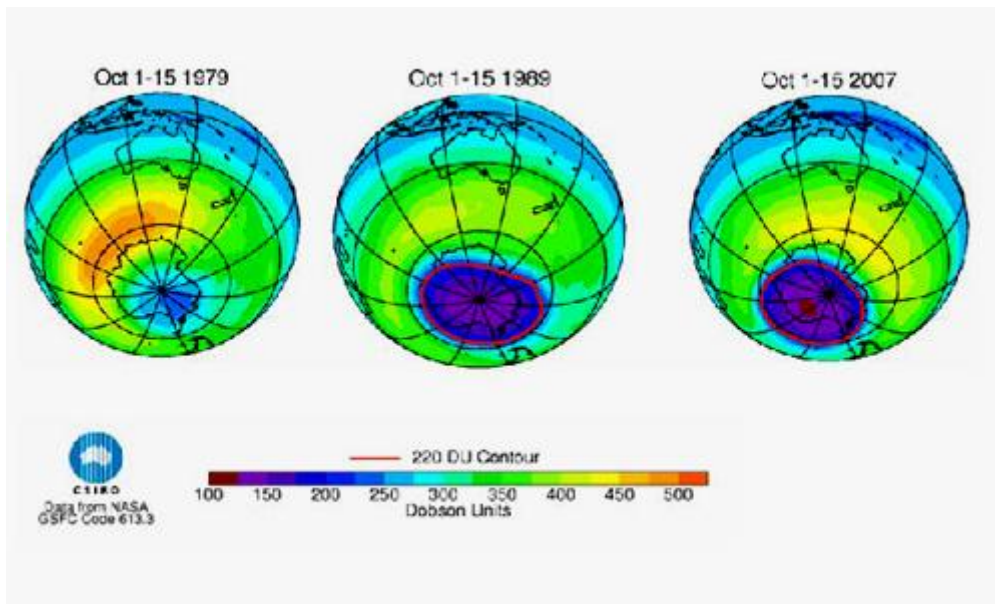 Oct 1-15 1979
Oct 1-15 1989
Oct 1-15 2007
220 DU Contour
100 150 200 250 300 350 400 450 500
Dobson Units
CSIRO
Data from NASA
GSFC Code 613.3